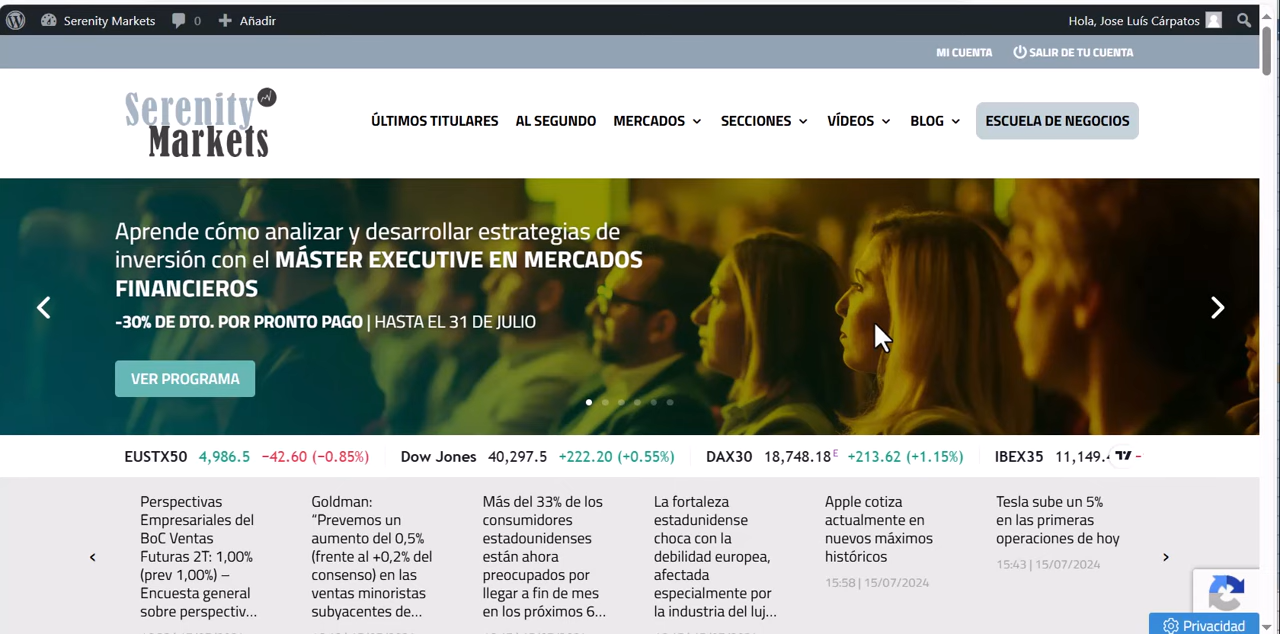 Serenity Markets
0
Añadir
Hola, Jose Luís Cárpatos
MI CUENTA
SALIR DE TU CUENTA
Serenity
Markets
ÚLTIMOS TITULARES
AL SEGUNDO
MERCADOS
SECCIONES
VÍDEOS
BLOG
ESCUELA DE NEGOCIOS
Aprende cómo analizar y desarrollar estrategias de
inversión con el MÁSTER EXECUTIVE EN MERCADOS
FINANCIEROS
-30% DE DTO. POR PRONTO PAGO | HASTA EL 31 DE JULIO
VER PROGRAMA
EUSTX50 4,986.5 −42.60 (−0.85%)
Dow Jones 40,297.5 +222.20 (+0.55%)
DAX30 18,748.18 E +213.62 (+1.15%)
IBEX35 11,149.
Perspectivas
Empresariales del
BoC Ventas
Futuras 2T: 1,00%
(prev 1,00%) –
Encuesta general
sobre perspectiv...
Goldman:
“Prevemos un
aumento del 0,5%
(frente al +0,2% del
consenso) en las
ventas minoristas
subyacentes de...
Más del 33% de los
consumidores
estadounidenses
están ahora
preocupados por
llegar a fin de mes
en los próximos 6...
La fortaleza
estadunidense
choca con la
debilidad europea,
afectada
especialmente por
la industria del luj...
Apple cotiza
actualmente en
nuevos máximos
históricos
15:58 | 15/07/2024
Tesla sube un 5%
en las primeras
operaciones de hoy
15:43 | 15/07/2024
Privacidad